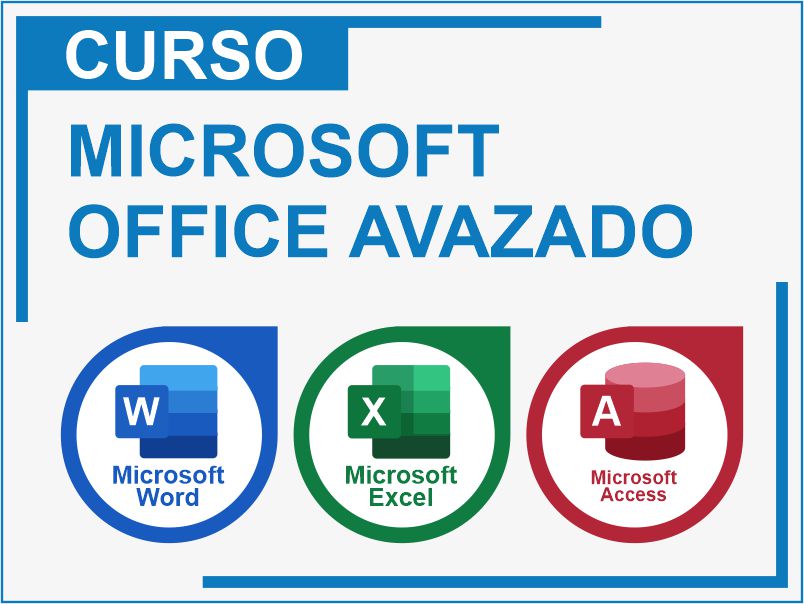 CURSO
MICROSOFT
OFFICE AVAZADO
W
Microsoft
Word
X
Microsoft
Excel
A
Microsoft
Access